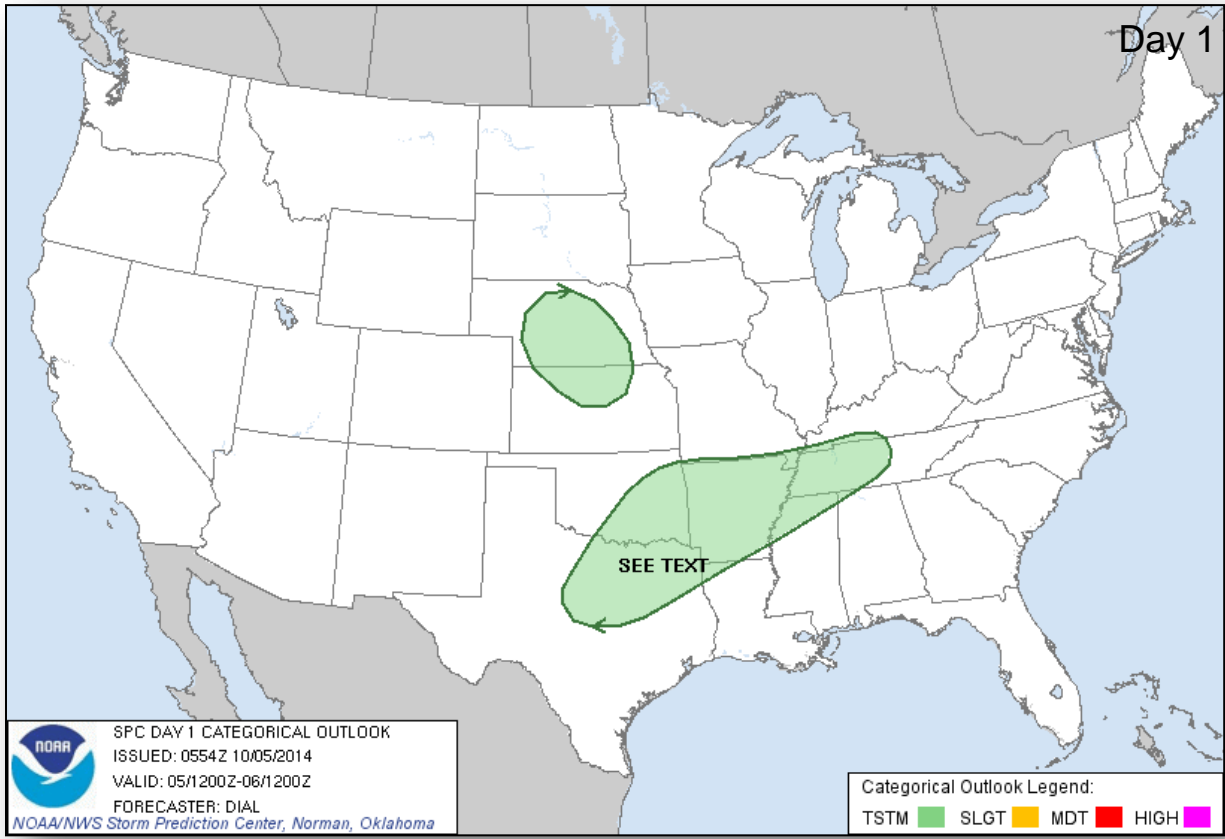 Day 1
SEE TEXT
NOAA
SPC DAY 1 CATEGORICAL OUTLOOK
ISSUED: 0554Z 10/05/2014
VALID: 05/1200Z-06/1200Z
FORECASTER: DIAL
NOAA/NWS Storm Prediction Center, Norman, Oklahoma
Categorical Outlook Legend:
TSTM SLGT MDT HIGH